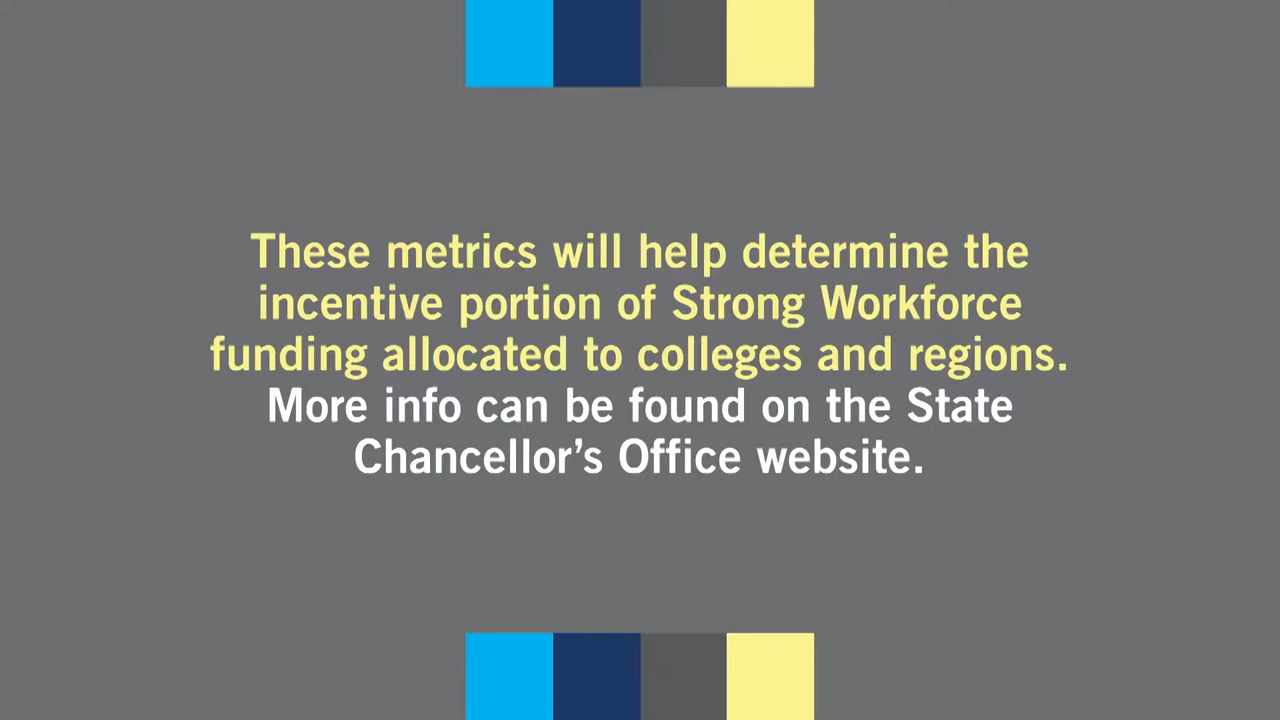 These metrics will help determine the
incentive portion of Strong Workforce
funding allocated to colleges and regions.
More info can be found on the State
Chancellor’s Office website.